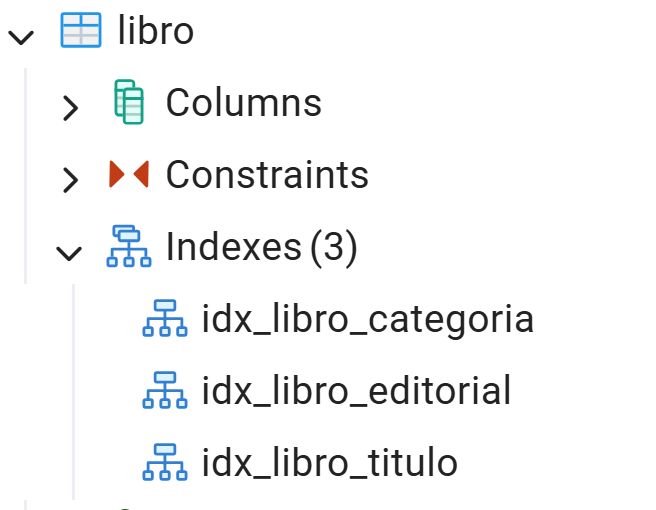 libro
Columns
Constraints
Indexes (3)
idx_libro_categoria
idx_libro_editorial
idx_libro_titulo